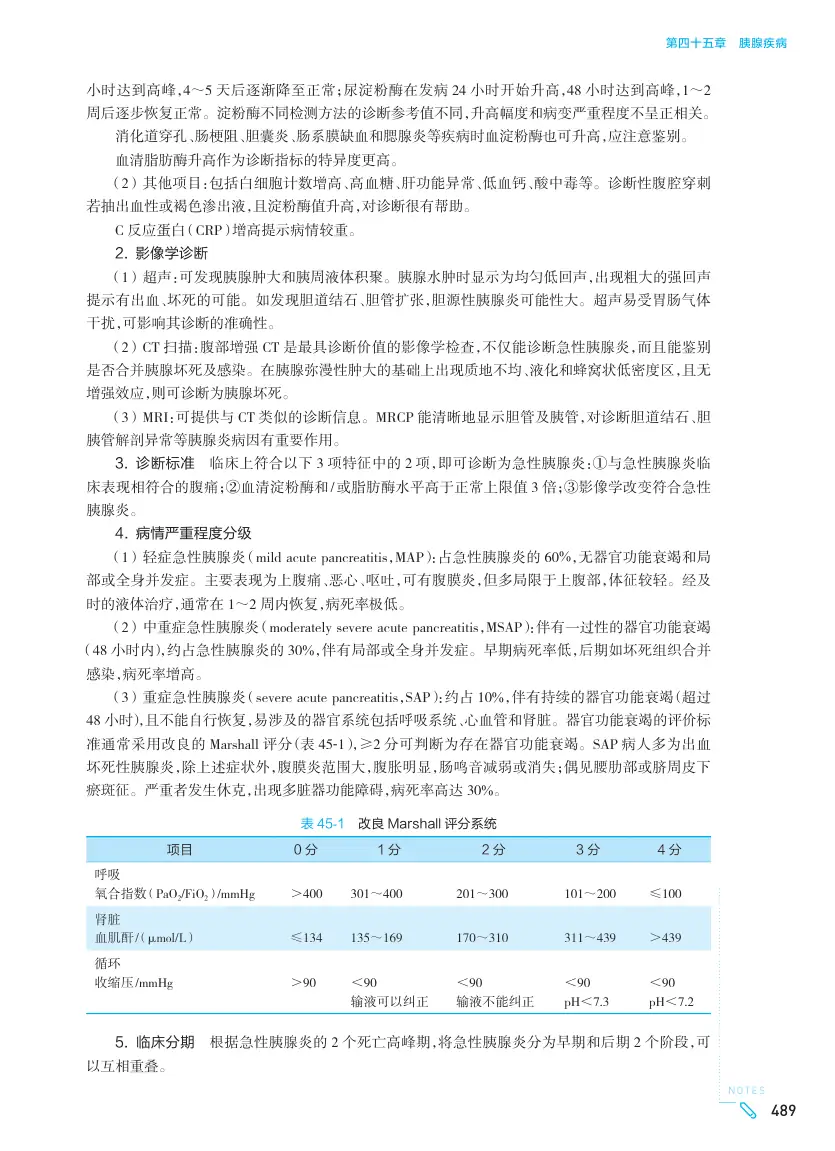 第四十五章　胰腺疾病
小时达到高峰,4～5 天后逐渐降至正常;尿淀粉酶在发病 24 小时开始升高,48 小时达到高峰,1～2
周后逐步恢复正常。淀粉酶不同检测方法的诊断参考值不同,升高幅度和病变严重程度不呈正相关。
消化道穿孔、肠梗阻、胆囊炎、肠系膜缺血和腮腺炎等疾病时血淀粉酶也可升高,应注意鉴别。
血清脂肪酶升高作为诊断指标的特异度更高。
（2）其他项目:包括白细胞计数增高、高血糖、肝功能异常、低血钙、酸中毒等。诊断性腹腔穿刺
若抽出血性或褐色渗出液,且淀粉酶值升高,对诊断很有帮助。
C 反应蛋白（CRP）增高提示病情较重。
2. 影像学诊断
（1）超声:可发现胰腺肿大和胰周液体积聚。胰腺水肿时显示为均匀低回声,出现粗大的强回声
提示有出血、坏死的可能。如发现胆道结石、胆管扩张,胆源性胰腺炎可能性大。超声易受胃肠气体
干扰,可影响其诊断的准确性。
（2）CT 扫描:腹部增强 CT 是最具诊断价值的影像学检查,不仅能诊断急性胰腺炎,而且能鉴别
是否合并胰腺坏死及感染。在胰腺弥漫性肿大的基础上出现质地不均、液化和蜂窝状低密度区,且无
增强效应,则可诊断为胰腺坏死。
（3）MRI:可提供与 CT 类似的诊断信息。MRCP 能清晰地显示胆管及胰管,对诊断胆道结石、胆
胰管解剖异常等胰腺炎病因有重要作用。
3. 诊断标准　临床上符合以下 3 项特征中的 2 项,即可诊断为急性胰腺炎:①与急性胰腺炎临
床表现相符合的腹痛;②血清淀粉酶和/或脂肪酶水平高于正常上限值 3 倍;③影像学改变符合急性
胰腺炎。
4. 病情严重程度分级
（1）轻症急性胰腺炎（mild acute pancreatitis,MAP）:占急性胰腺炎的 60%,无器官功能衰竭和局
部或全身并发症。主要表现为上腹痛、恶心、呕吐,可有腹膜炎,但多局限于上腹部,体征较轻。经及
时的液体治疗,通常在 1～2 周内恢复,病死率极低。
（2）中重症急性胰腺炎（moderately severe acute pancreatitis,MSAP）:伴有一过性的器官功能衰竭
（48 小时内）,约占急性胰腺炎的 30%,伴有局部或全身并发症。早期病死率低,后期如坏死组织合并
感染,病死率增高。
（3）重症急性胰腺炎（severe acute pancreatitis,SAP）:约占 10%,伴有持续的器官功能衰竭（超过
48 小时）,且不能自行恢复,易涉及的器官系统包括呼吸系统、心血管和肾脏。器官功能衰竭的评价标
准通常采用改良的 Marshall 评分（表 45-1）,≥2 分可判断为存在器官功能衰竭。SAP 病人多为出血
坏死性胰腺炎,除上述症状外,腹膜炎范围大,腹胀明显,肠鸣音减弱或消失;偶见腰肋部或脐周皮下
瘀斑征。严重者发生休克,出现多脏器功能障碍,病死率高达 30%。
表 45-1　改良 Marshall 评分系统
项目　0 分　1 分　2 分　3 分　4 分
呼吸
氧合指数（PaO₂/FiO₂）/mmHg　＞400　301～400　201～300　101～200　≤100
肾脏
血肌酐/（μmol/L）　≤134　135～169　170～310　311～439　＞439
循环
收缩压/mmHg　＞90　＜90　＜90　＜90　＜90
输液可以纠正　输液不能纠正　pH＜7.3　pH＜7.2
5. 临床分期　根据急性胰腺炎的 2 个死亡高峰期,将急性胰腺炎分为早期和后期 2 个阶段,可
以互相重叠。
NOTES
489